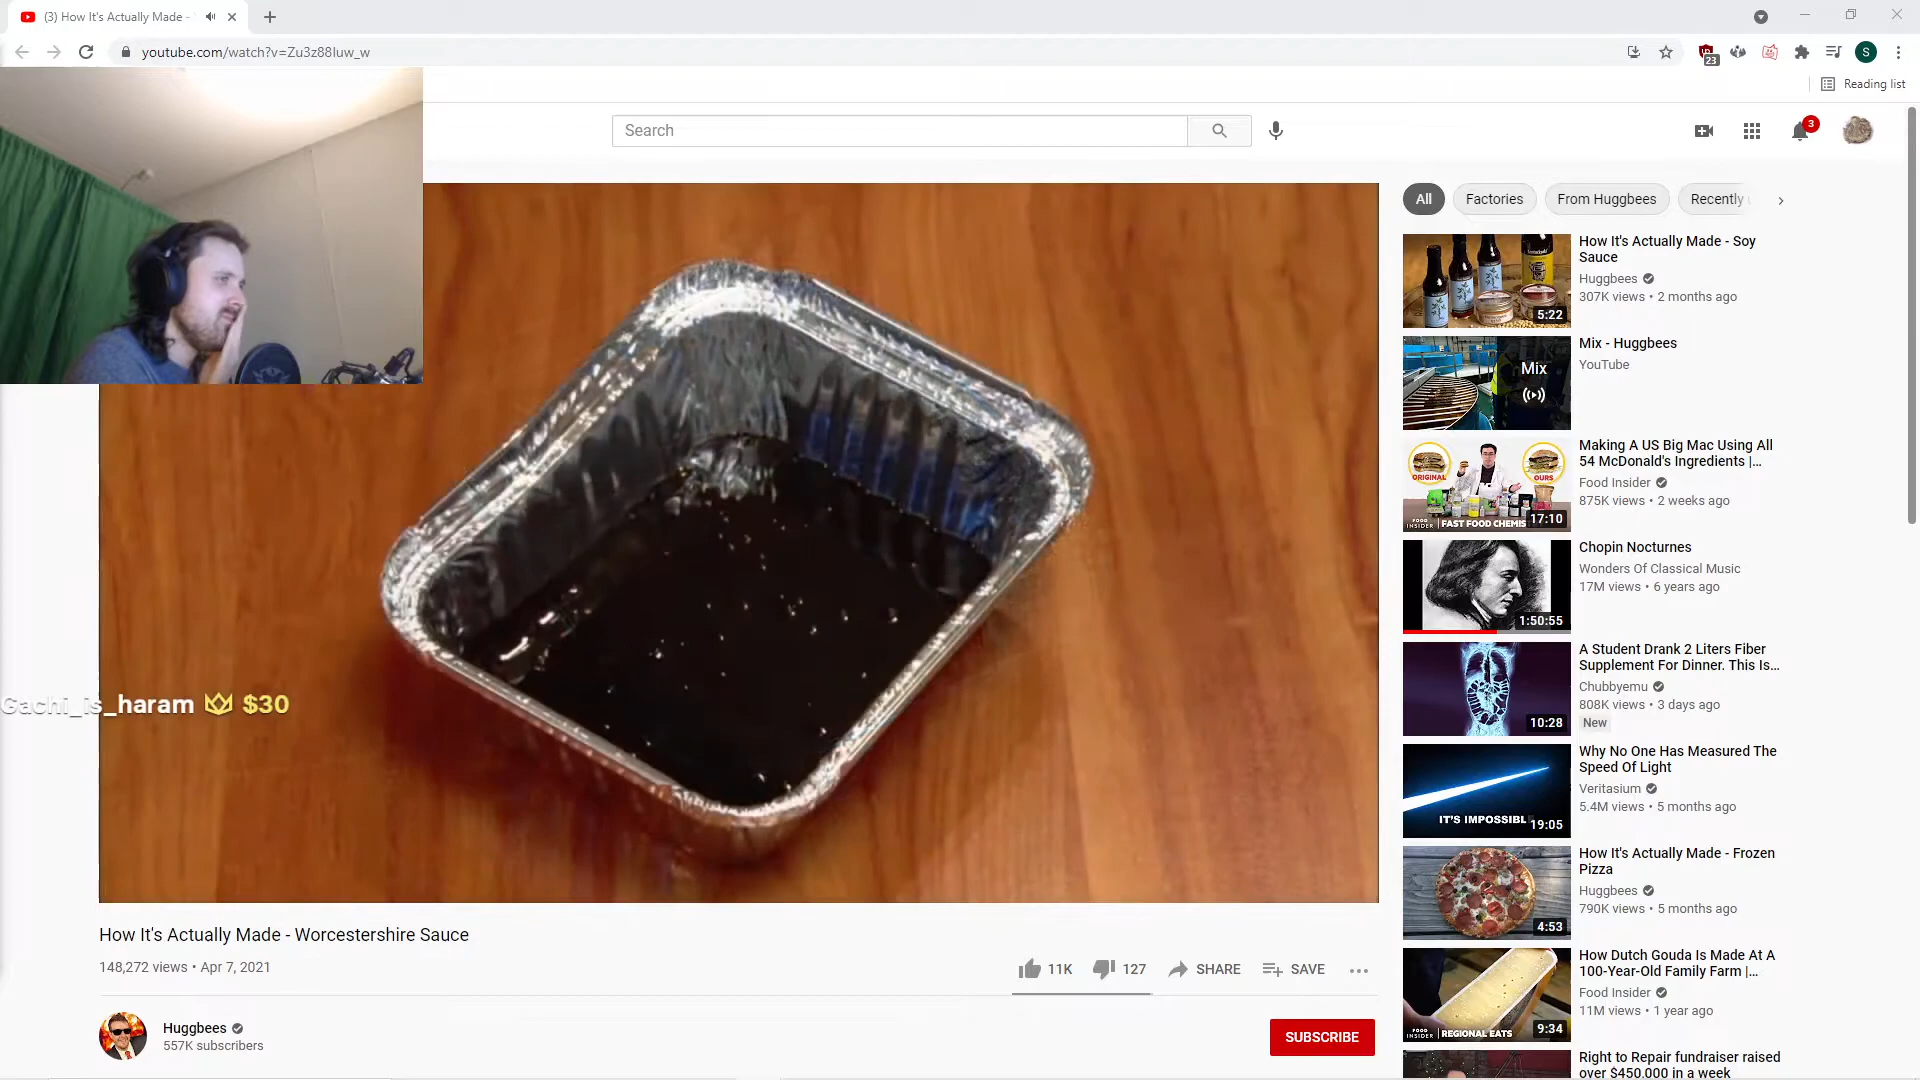 (3) How It's Actually Made -
youtube.com/watch?v=Zu3z88Iuw_w
23
S
Reading list
Search
3
All
Factories
From Huggbees
Recently
How It's Actually Made - Soy
Sauce
Huggbees
307K views • 2 months ago
5:22
Mix
Mix - Huggbees
YouTube
Making A US Big Mac Using All
54 McDonald's Ingredients |...
Food Insider
875K views • 2 weeks ago
ORIGINAL
OURS
FOOD
INSIDER
FAST FOOD CHEMIS
17:10
Chopin Nocturnes
Wonders Of Classical Music
17M views • 6 years ago
1:50:55
A Student Drank 2 Liters Fiber
Supplement For Dinner. This Is...
Chubbyemu
808K views • 3 days ago
New
10:28
Why No One Has Measured The
Speed Of Light
Veritasium
5.4M views • 5 months ago
IT'S IMPOSSIBL
19:05
How It's Actually Made - Frozen
Pizza
Huggbees
790K views • 5 months ago
4:53
How Dutch Gouda Is Made At A
100-Year-Old Family Farm |...
Food Insider
11M views • 1 year ago
FOOD
INSIDER
REGIONAL EATS
9:34
Right to Repair fundraiser raised
over $450,000 in a week
Gachi_is_haram $30
How It's Actually Made - Worcestershire Sauce
148,272 views • Apr 7, 2021
11K
127
SHARE
SAVE
Huggbees
557K subscribers
SUBSCRIBE